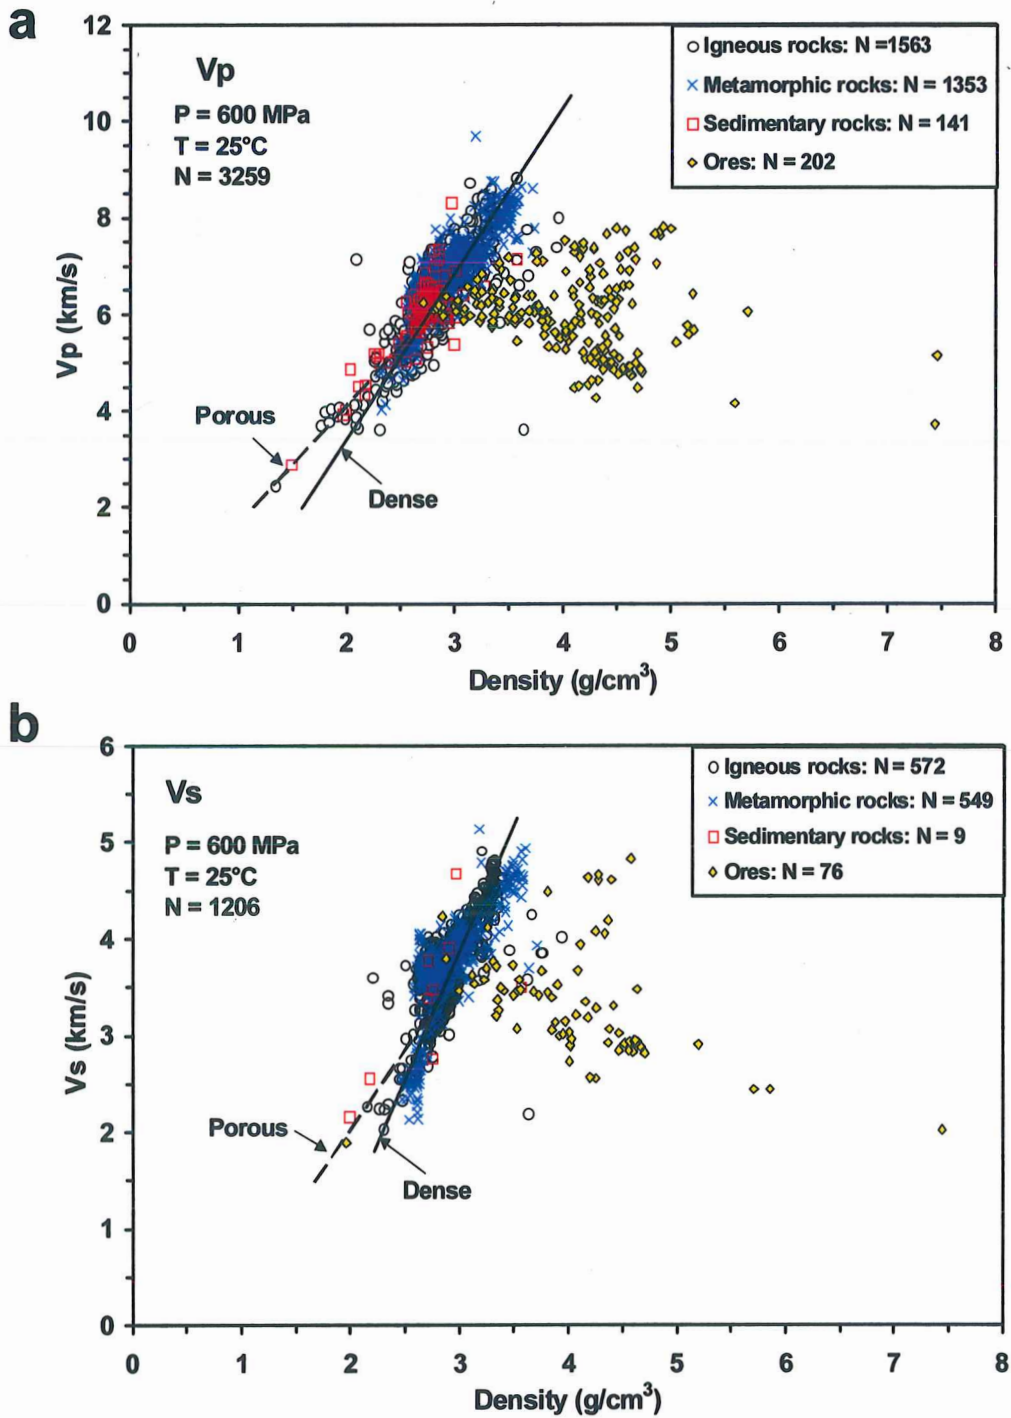 a
12
10
8
6
4
2
0
Vp (km/s)
Vp
P = 600 MPa
T = 25°C
N = 3259
Igneous rocks: N =1563
Metamorphic rocks: N = 1353
Sedimentary rocks: N = 141
Ores: N = 202
Porous
Dense
0 1 2 3 4 5 6 7 8
Density (g/cm³)
b
6
5
4
3
2
1
0
Vs (km/s)
Vs
P = 600 MPa
T = 25°C
N = 1206
Igneous rocks: N = 572
Metamorphic rocks: N = 549
Sedimentary rocks: N = 9
Ores: N = 76
Porous
Dense
0 1 2 3 4 5 6 7 8
Density (g/cm³)